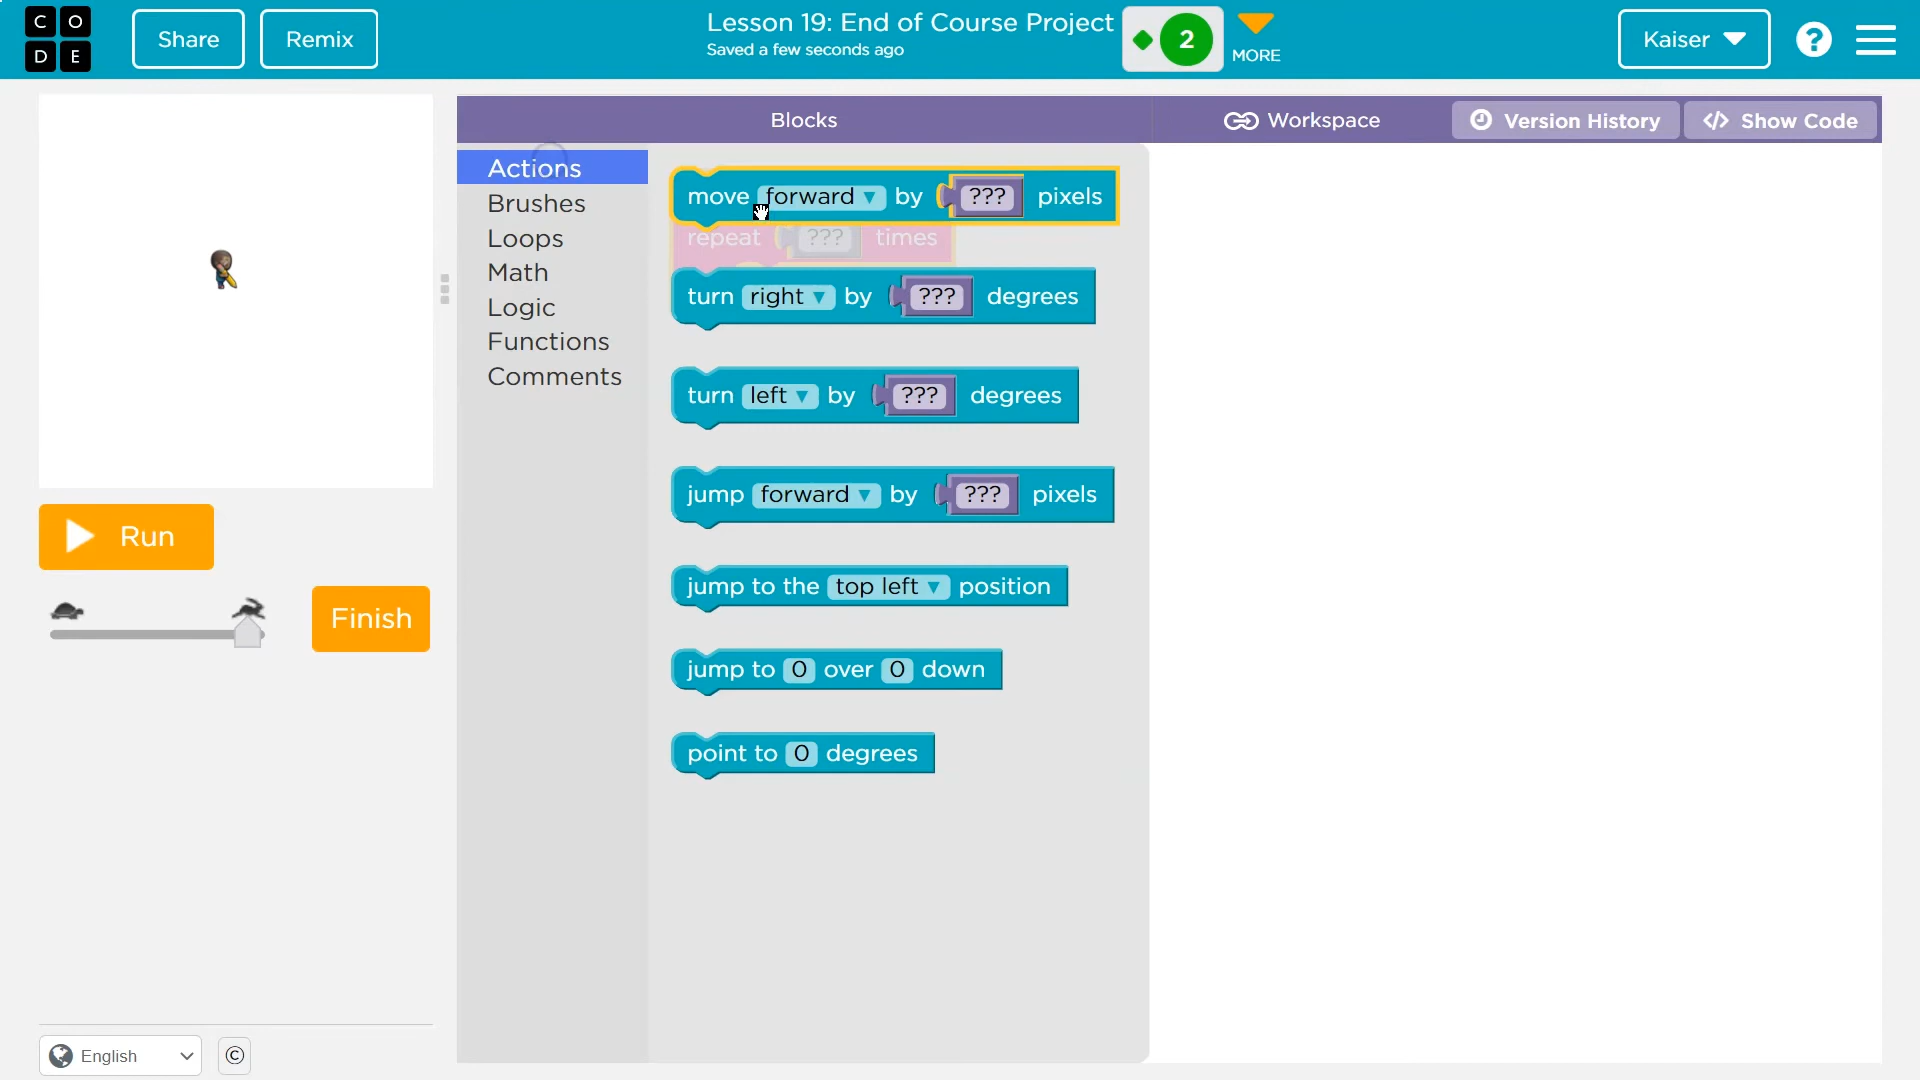 C O
D E
Share
Remix
Lesson 19: End of Course Project
Saved a few seconds ago
2
MORE
Kaiser
?
Blocks
Workspace
Version History
Show Code
Actions
Brushes
Loops
Math
Logic
Functions
Comments
move forward by ??? pixels
repeat ??? times
turn right by ??? degrees
turn left by ??? degrees
jump forward by ??? pixels
jump to the top left position
jump to 0 over 0 down
point to 0 degrees
Run
Finish
English
©